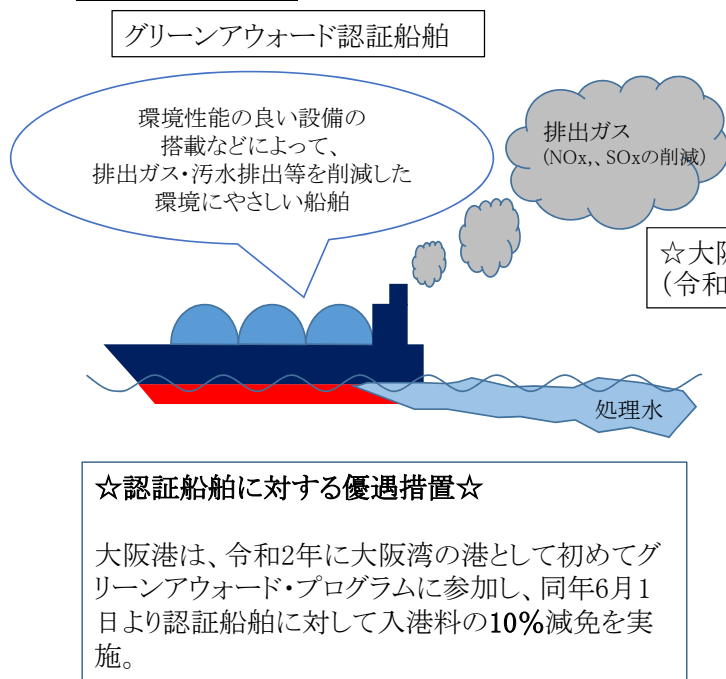 グリーンアウォード認証船舶
環境性能の良い設備の
搭載などによって、
排出ガス・汚水排出等を削減した
環境にやさしい船舶
排出ガス
(NOx,、SOxの削減)
☆大阪
(令和
処理水
☆認証船舶に対する優遇措置☆
大阪港は、令和2年に大阪湾の港として初めてグ
リーンアウォード・プログラムに参加し、同年6月1
日より認証船舶に対して入港料の10%減免を実
施。